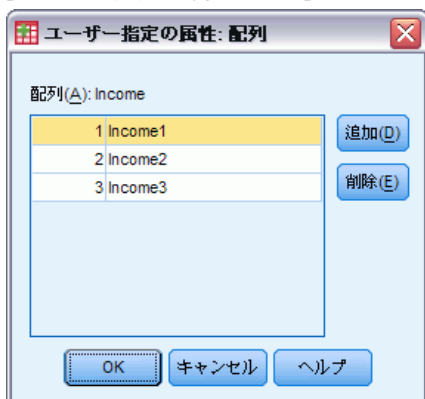 ユーザー指定の属性: 配列
配列(A): Income
1 Income1
2 Income2
3 Income3
追加(D)
削除(E)
OK
キャンセル
ヘルプ